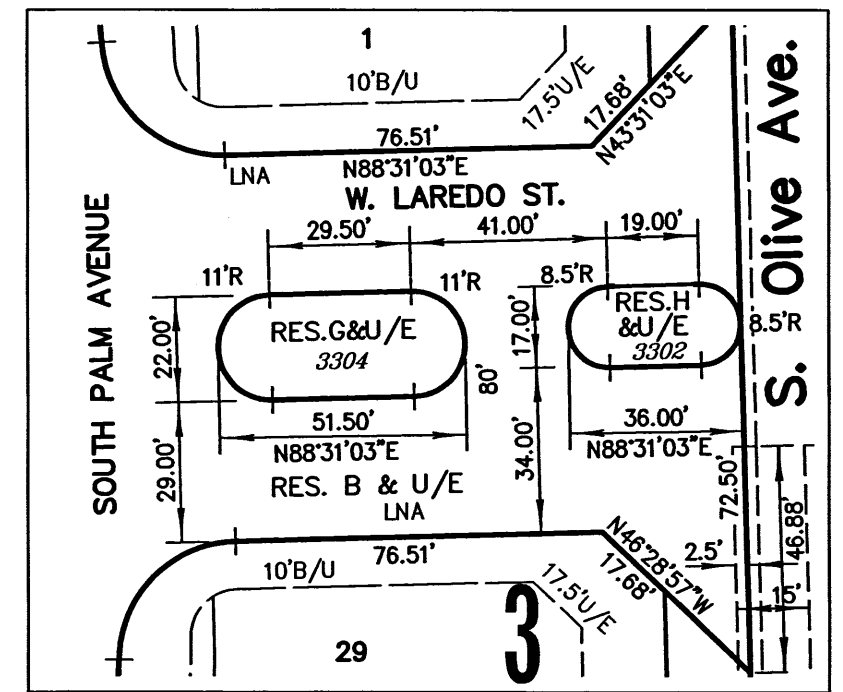 1
10'B/U
17.5'U/E
17.68'
N43°31'03"E
76.51'
N88°31'03"E
LNA
W. LAREDO ST.
SOUTH PALM AVENUE
S. Olive Ave.
29.50'
41.00'
19.00'
11'R
11'R
8.5'R
8.5'R
RES.G&U/E
3304
RES.H
&U/E
3302
22.00'
17.00'
80'
51.50'
N88°31'03"E
36.00'
N88°31'03"E
29.00'
34.00'
RES. B & U/E
LNA
72.50'
46.88'
2.5'
15'
76.51'
N46°28'57"W
17.68'
10'B/U
17.5'U/E
29
3